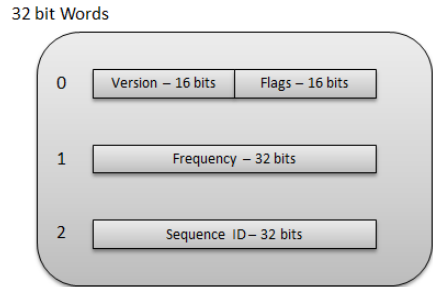 32 bit Words
0 Version – 16 bits Flags – 16 bits
1 Frequency – 32 bits
2 Sequence ID – 32 bits